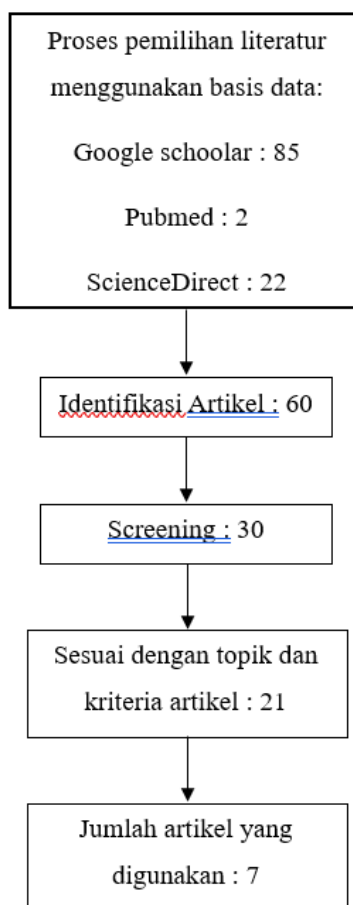 Proses pemilihan literatur
menggunakan basis data:
Google schoolar : 85
Pubmed : 2
ScienceDirect : 22
Identifikasi Artikel : 60
Screening : 30
Sesuai dengan topik dan
kriteria artikel : 21
Jumlah artikel yang
digunakan : 7